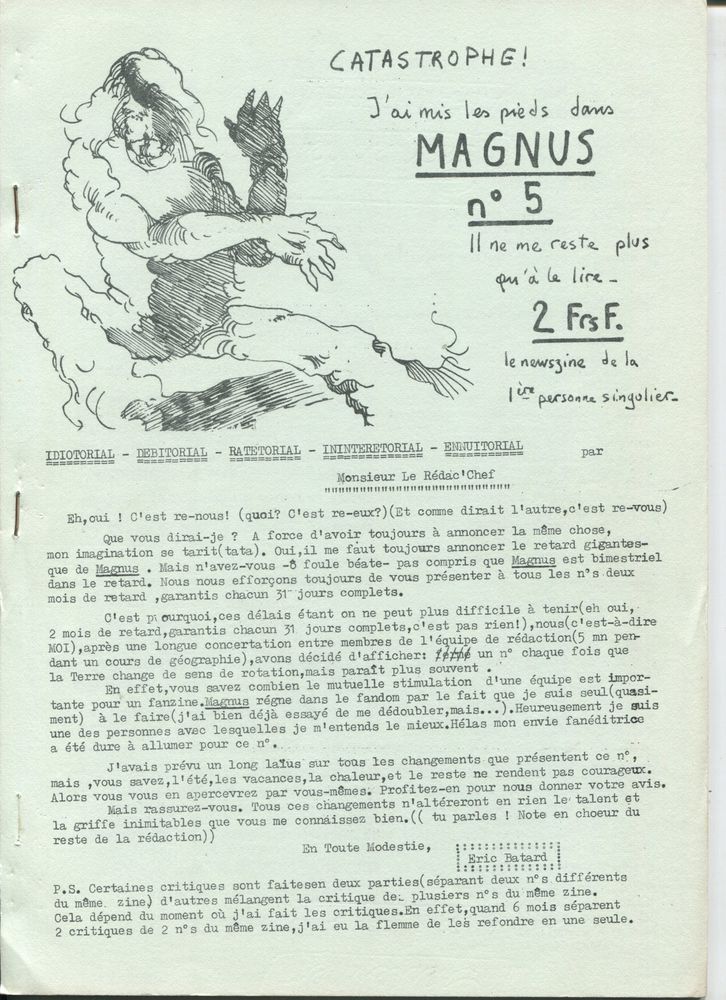 CATASTROPHE!
J'ai mis les pieds dans
MAGNUS
n° 5
Il ne me reste plus
qu'à le lire_
2 FrsF.
le newszine de la
1ère personne singulier_
IDIOTORIAL - DEBITORIAL - RATETORIAL - ININTERETORIAL - ENNUITORIAL par
Monsieur Le Rédac'Chef
Eh,oui ! C'est re-nous! (quoi? C'est re-eux?)(Et comme dirait l'autre,c'est re-vous)
Que vous dirai-je ? A force d'avoir toujours à annoncer la même chose,
mon imagination se tarit(tata). Oui,il me faut toujours annoncer le retard gigantes-
que de Magnus . Mais n'avez-vous -ô foule béate- pas compris que Magnus est bimestriel
dans le retard. Nous nous efforçons toujours de vous présenter à tous les n°s deux
mois de retard ,garantis chacun 31 jours complets.
C'est pourquoi,ces délais étant on ne peut plus difficile à tenir(eh oui,
2 mois de retard,garantis chacun 31 jours complets,c'est pas rien!),nous(c'est-à-dire
MOI),après une longue concertation entre membres de l'équipe de rédaction(5 mn pen-
dant un cours de géographie),avons décidé d'afficher: un n° chaque fois que
la Terre change de sens de rotation,mais paraît plus souvent .
En effet,vous savez combien le mutuelle stimulation d'une équipe est impor-
tante pour un fanzine.Magnus régne dans le fandom par le fait que je suis seul(quasi-
ment) à le faire(j'ai bien déjà essayé de me dédoubler,mais...).Heureusement je suis
une des personnes avec lesquelles je m'entends le mieux.Hélas mon envie fanéditrice
a été dure à allumer pour ce n°.
J'avais prévu un long laïus sur tous les changements que présentent ce n°,
mais ,vous savez,l'été,les vacances,la chaleur,et le reste ne rendent pas courageux.
Alors vous vous en apercevrez par vous-mêmes. Profitez-en pour nous donner votre avis.
Mais rassurez-vous. Tous ces changements n'altéreront en rien le talent et
la griffe inimitables que vous me connaissez bien.(( tu parles ! Note en choeur du
reste de la rédaction))
En Toute Modestie,
Eric Batard
P.S. Certaines critiques sont faitesen deux parties(séparant deux n°s différents
du même zine) d'autres mélangent la critique de plusiers n°s du même zine.
Cela dépend du moment où j'ai fait les critiques.En effet,quand 6 mois séparent
2 critiques de 2 n°s du même zine,j'ai eu la flemme de les refondre en une seule.